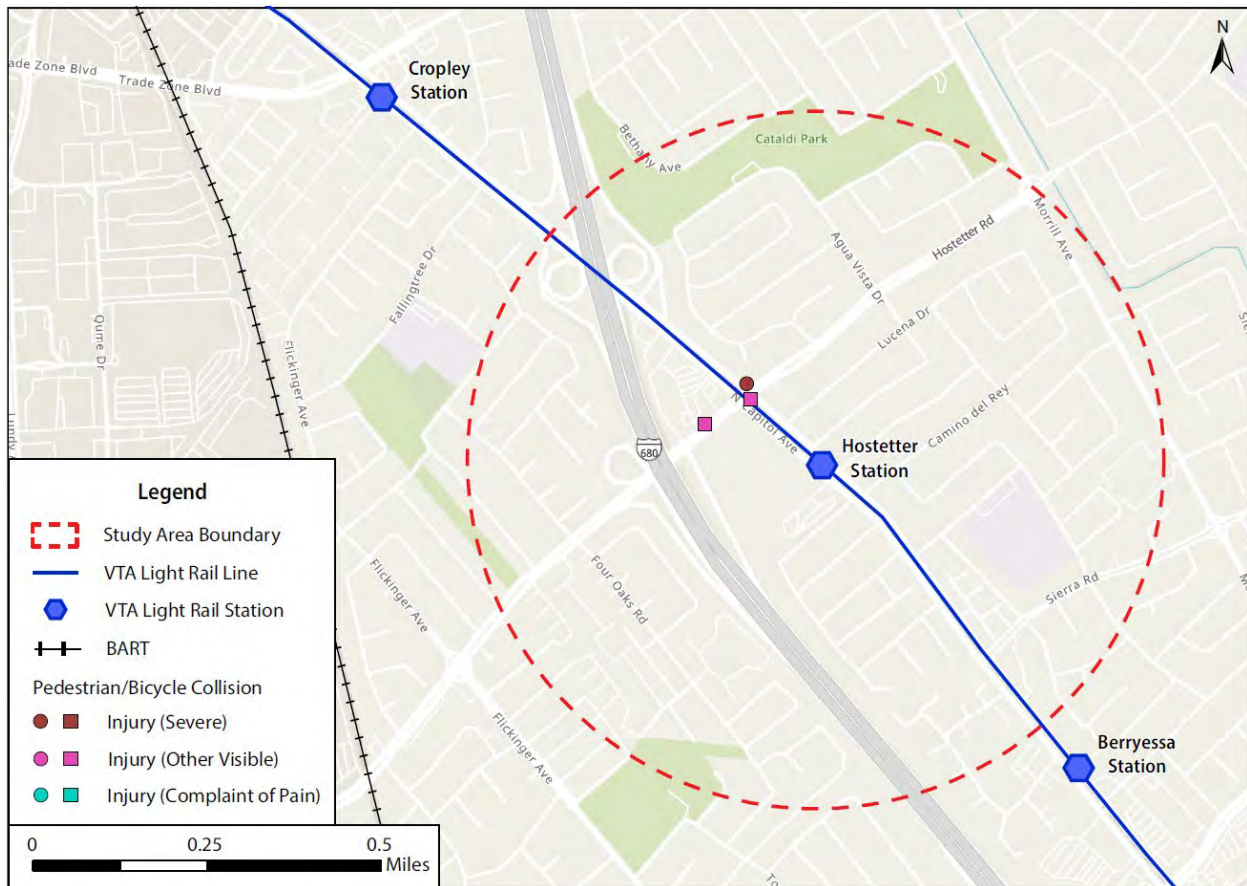 N
Cropley
Station
ade Zone Blvd
Trade Zone Blvd
Bethany Ave
Cataldi Park
Morrill Ave
Hostetter Rd
Agua Vista Dr
Fallingtree Dr
Lucena Dr
Qume Dr
Flickinger Ave
N Capitol Ave
Camino del Rey
680
Hostetter
Station
Lundy
Sierra Rd
Four Oaks Rd
Flickinger Ave
Flickinger Ave
Berryessa
Station
Legend
Study Area Boundary
VTA Light Rail Line
VTA Light Rail Station
BART
Pedestrian/Bicycle Collision
Injury (Severe)
Injury (Other Visible)
Injury (Complaint of Pain)
0 0.25 0.5
Miles